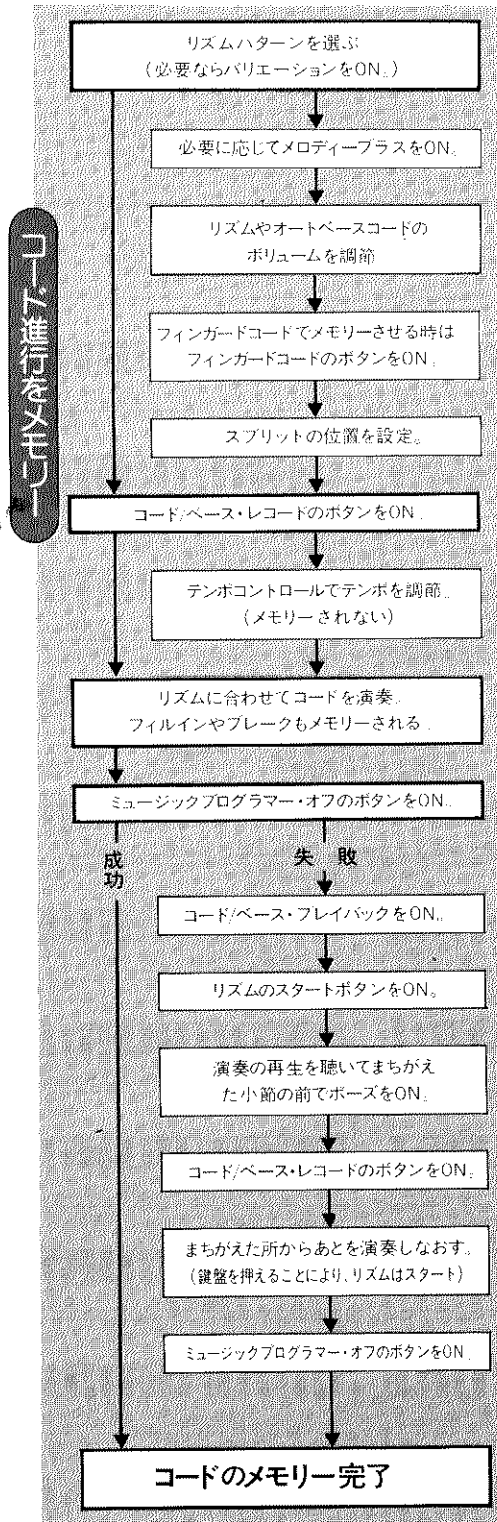 リズムパターンを選ぶ
(必要ならバリエーションをON。)
必要に応じてメロディープラスをON。
リズムやオートベースコードの
ボリュームを調節
フィンガードコードでメモリーさせる時は
フィンガードコードのボタンをON。
スプリットの位置を設定。
コード進行をメモリー
コード/ベース・レコードのボタンをON。
テンポコントロールでテンポを調節。
(メモリーされない)
リズムに合わせてコードを演奏。
フィルインやブレークもメモリーされる。
ミュージックプログラマー・オフのボタンをON。
成功
失敗
コード/ベース・プレイバックをON。
リズムのスタートボタンをON。
演奏の再生を聴いてまちがえ
た小節の前でポーズをON。
コード/ベース・レコードのボタンをON。
まちがえた所からあとを演奏しなおす。
(鍵盤を押えることにより、リズムはスタート)
ミュージックプログラマー・オフのボタンをON。
コードのメモリー完了